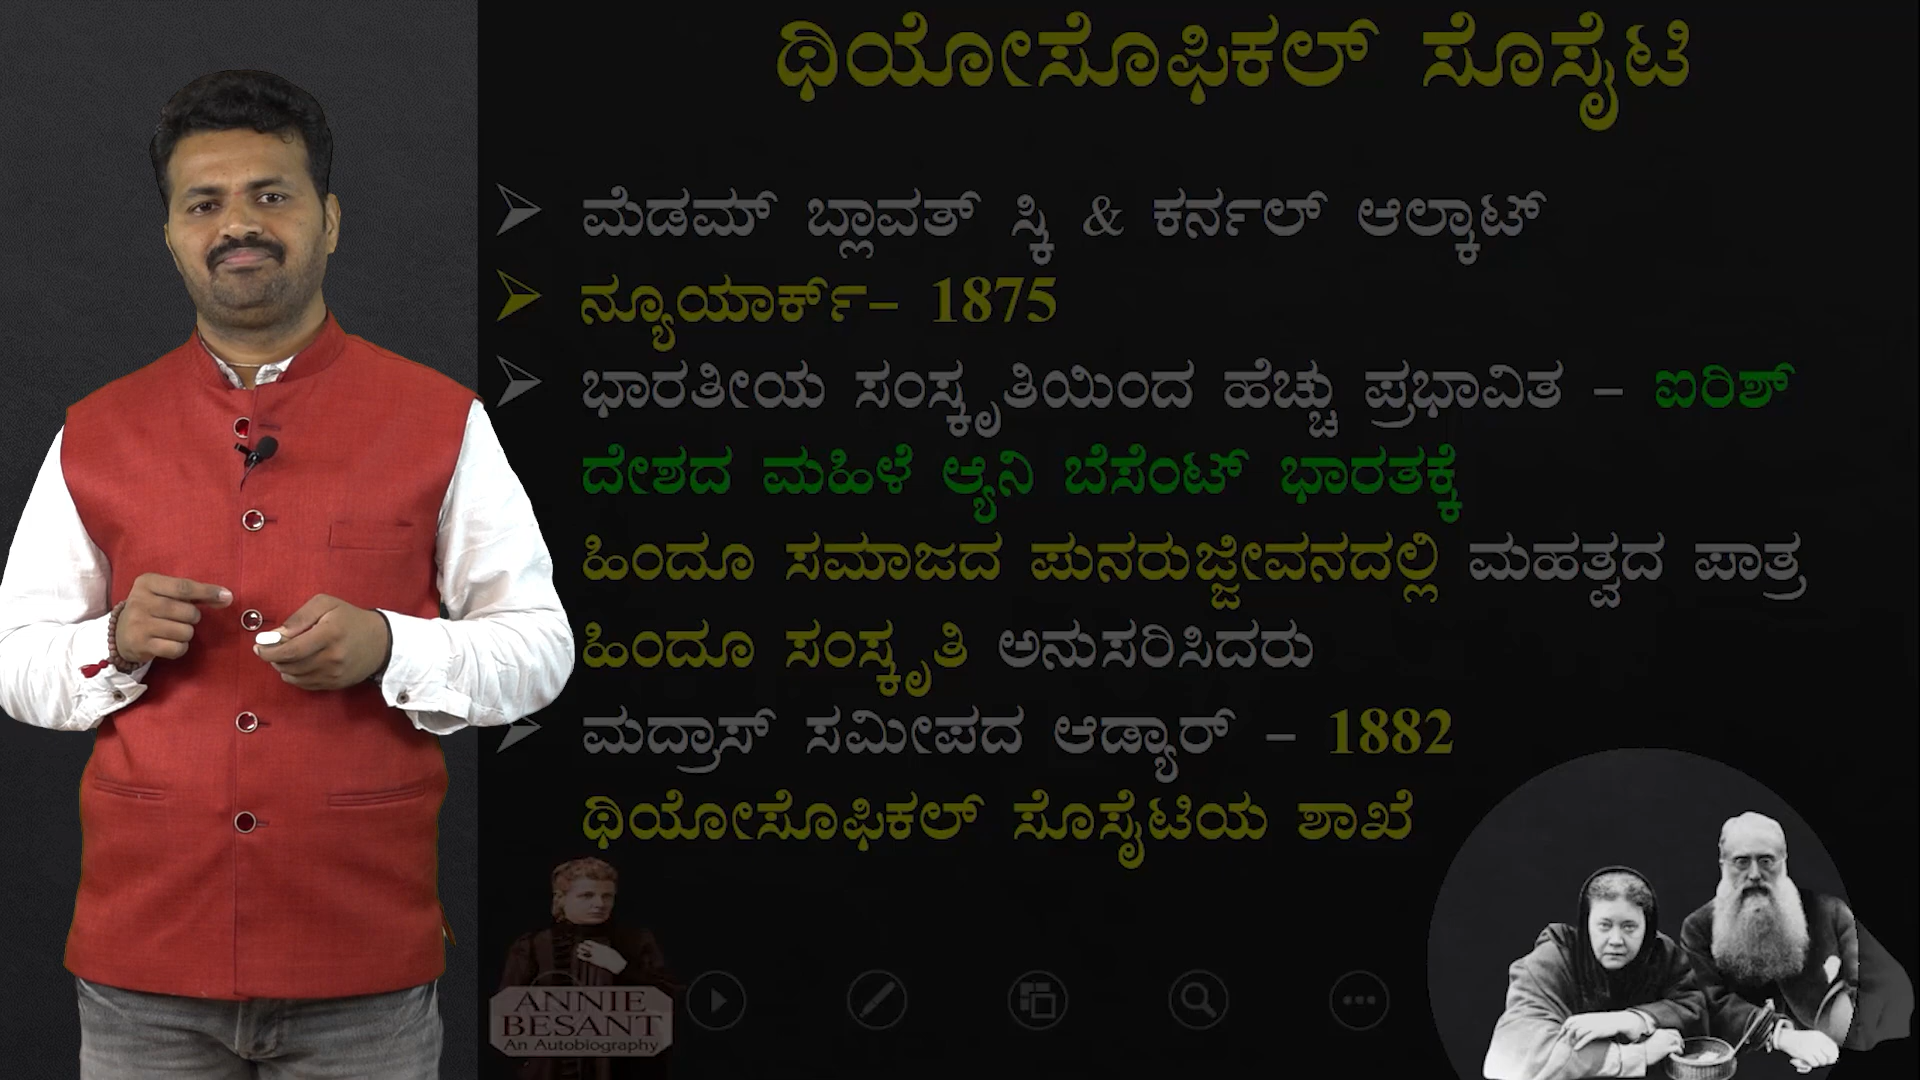 ಥಿಯೋಸೊಫಿಕಲ್ ಸೊಸೈಟಿ
ಮೆಡಮ್ ಬ್ಲಾವತ್ ಸ್ಕಿ & ಕರ್ನಲ್ ಆಲ್ಕಾಟ್
ನ್ಯೂಯಾರ್ಕ್– 1875
ಭಾರತೀಯ ಸಂಸ್ಕೃತಿಯಿಂದ ಹೆಚ್ಚು ಪ್ರಭಾವಿತ – ಐರಿಶ್
ದೇಶದ ಮಹಿಳೆ ಆ್ಯನಿ ಬೆಸೆಂಟ್ ಭಾರತಕ್ಕೆ
ಹಿಂದೂ ಸಮಾಜದ ಪುನರುಜ್ಜೀವನದಲ್ಲಿ ಮಹತ್ವದ ಪಾತ್ರ
ಹಿಂದೂ ಸಂಸ್ಕೃತಿ ಅನುಸರಿಸಿದರು
ಮದ್ರಾಸ್ ಸಮೀಪದ ಆಡ್ಯಾರ್ – 1882
ಥಿಯೋಸೊಫಿಕಲ್ ಸೊಸೈಟಿಯ ಶಾಖೆ
ANNIE
BESANT
An Autobiography